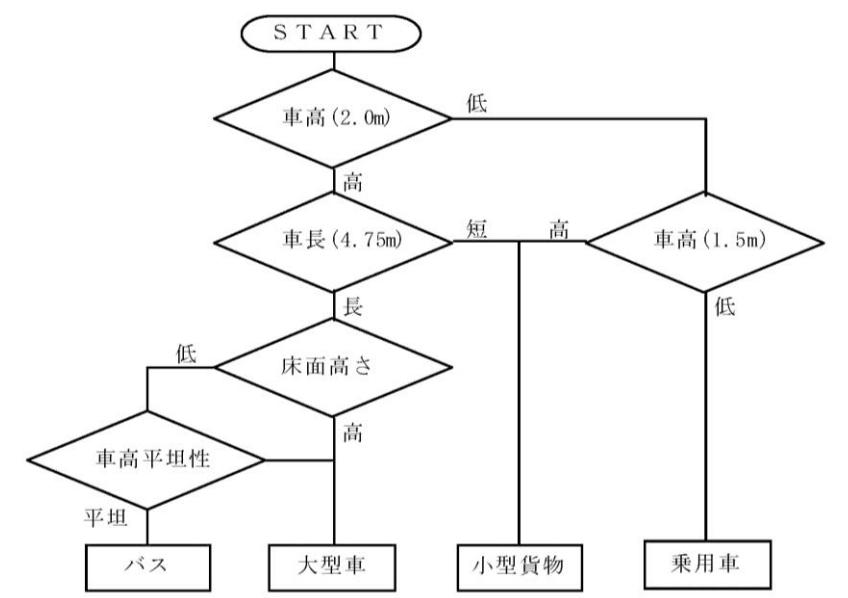 ＳＴＡＲＴ
車高(2.0m)
低
高
車長(4.75m)
短
高
車高(1.5m)
長
低
低
床面高さ
高
車高平坦性
平坦
バス
大型車
小型貨物
乗用車